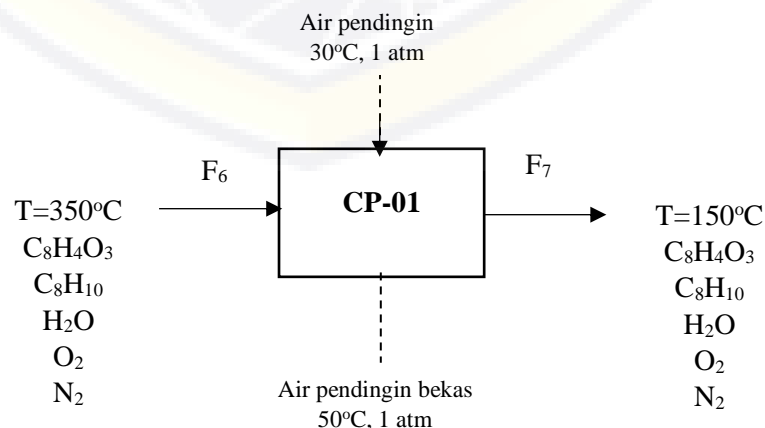 Air pendingin
30°C, 1 atm
F₆
CP-01
F₇
T=350°C
C₈H₄O₃
C₈H₁₀
H₂O
O₂
N₂
T=150°C
C₈H₄O₃
C₈H₁₀
H₂O
O₂
N₂
Air pendingin bekas
50°C, 1 atm